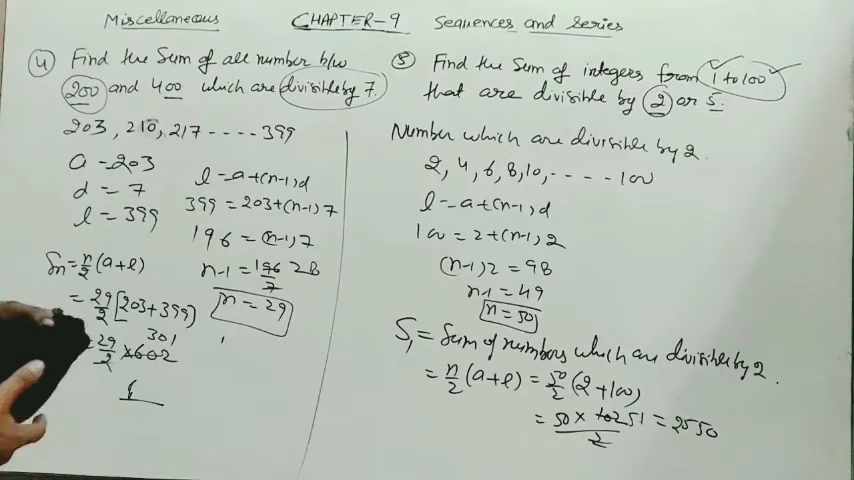 Miscellaneous CHAPTER-9 Sequences and series
④ Find the Sum of all number b/w
200 and 400 which are divisible by 7.
203, 210, 217 ---- 399
a = 203
d = 7
l = 399
l = a+(n-1)d
399 = 203+(n-1)7
196 = (n-1)7
n-1 = 196/7 28
n = 29
Sn = n/2 (a+l)
= 29/2 [203+399)
= 29/2 × 602 301
⑤ Find the Sum of integers from 1 to 100
that are divisible by 2 or 5.
Number which are divisible by 2.
2, 4, 6, 8, 10, ---- 100
l = a+(n-1)d
100 = 2+(n-1)2
(n-1)2 = 98
n-1 = 49
n = 50
S₁ = Sum of numbers which are divisible by 2.
= n/2 (a+l) = 50/2 (2+100)
= 50 × 102 51 / 2 = 2550